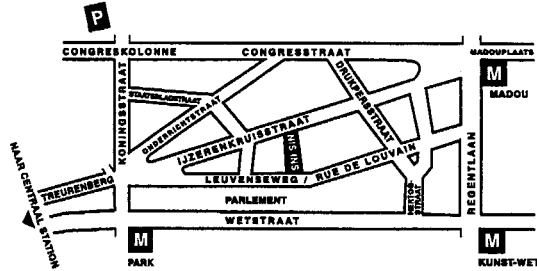 P
CONGRESKOLONNE
CONGRESSTRAAT
MADOUPLAATS
M
MADOU
KONINGSSTRAAT
STAATSBLADSTRAAT
ONDERRICHTSTRAAT
DRUKPERSSTRAAT
IJZERENKRUISSTRAAT
NIS INS
LEUVENSEWEG / RUE DE LOUVAIN
REGENTLAAN
TREURENBERG
PARLEMENT
WETSTRAAT
NAAR CENTRAAL STATION
M
PARK
M
KUNST-WET